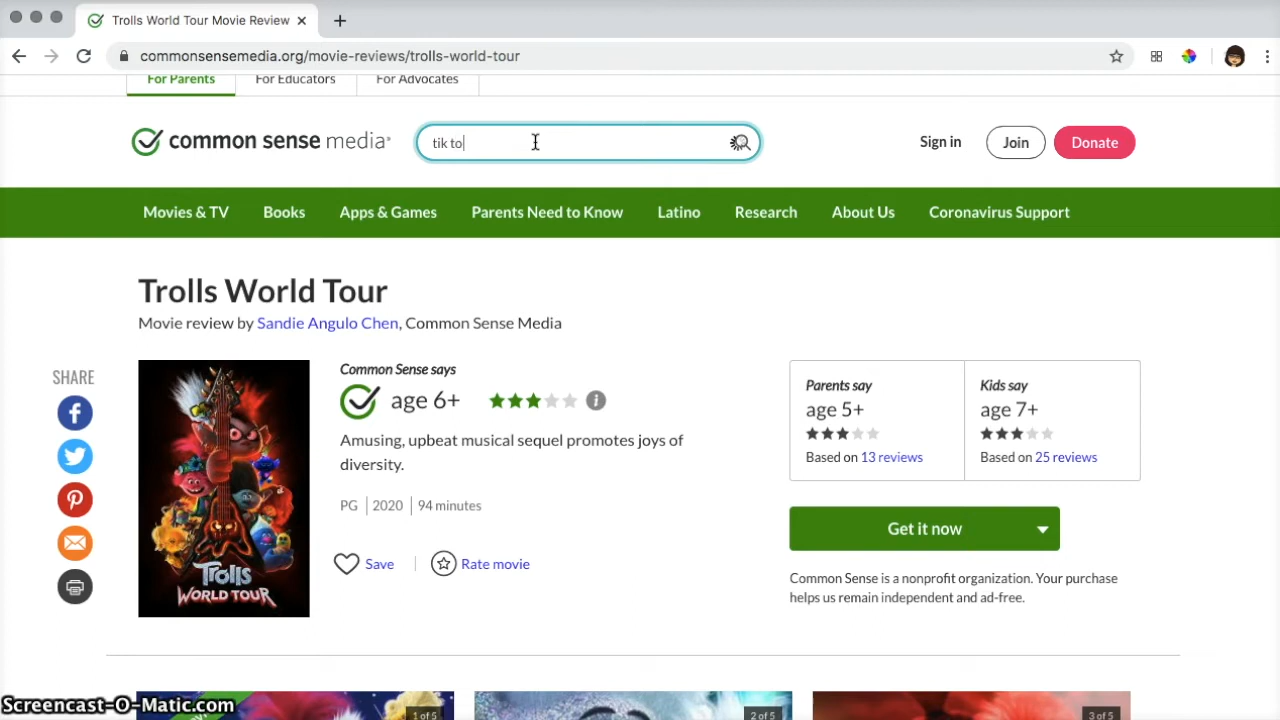 Trolls World Tour Movie Review
commonsensemedia.org/movie-reviews/trolls-world-tour
For Parents
For Educators
For Advocates
common sense media®
tik to
Sign in
Join
Donate
Movies & TV
Books
Apps & Games
Parents Need to Know
Latino
Research
About Us
Coronavirus Support
Trolls World Tour
Movie review by Sandie Angulo Chen, Common Sense Media
SHARE
Trolls
WORLD TOUR
Common Sense says
age 6+
Amusing, upbeat musical sequel promotes joys of
diversity.
PG | 2020 | 94 minutes
Save
Rate movie
Parents say
age 5+
Based on 13 reviews
Kids say
age 7+
Based on 25 reviews
Get it now
Common Sense is a nonprofit organization. Your purchase
helps us remain independent and ad-free.
1 of 5
2 of 5
3 of 5
Screencast-O-Matic.com